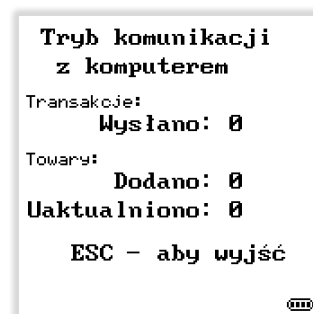 Tryb komunikacji
z komputerem
Transakcje:
Wysłano: 0
Towary:
Dodano: 0
Uaktualniono: 0
ESC - aby wyjść